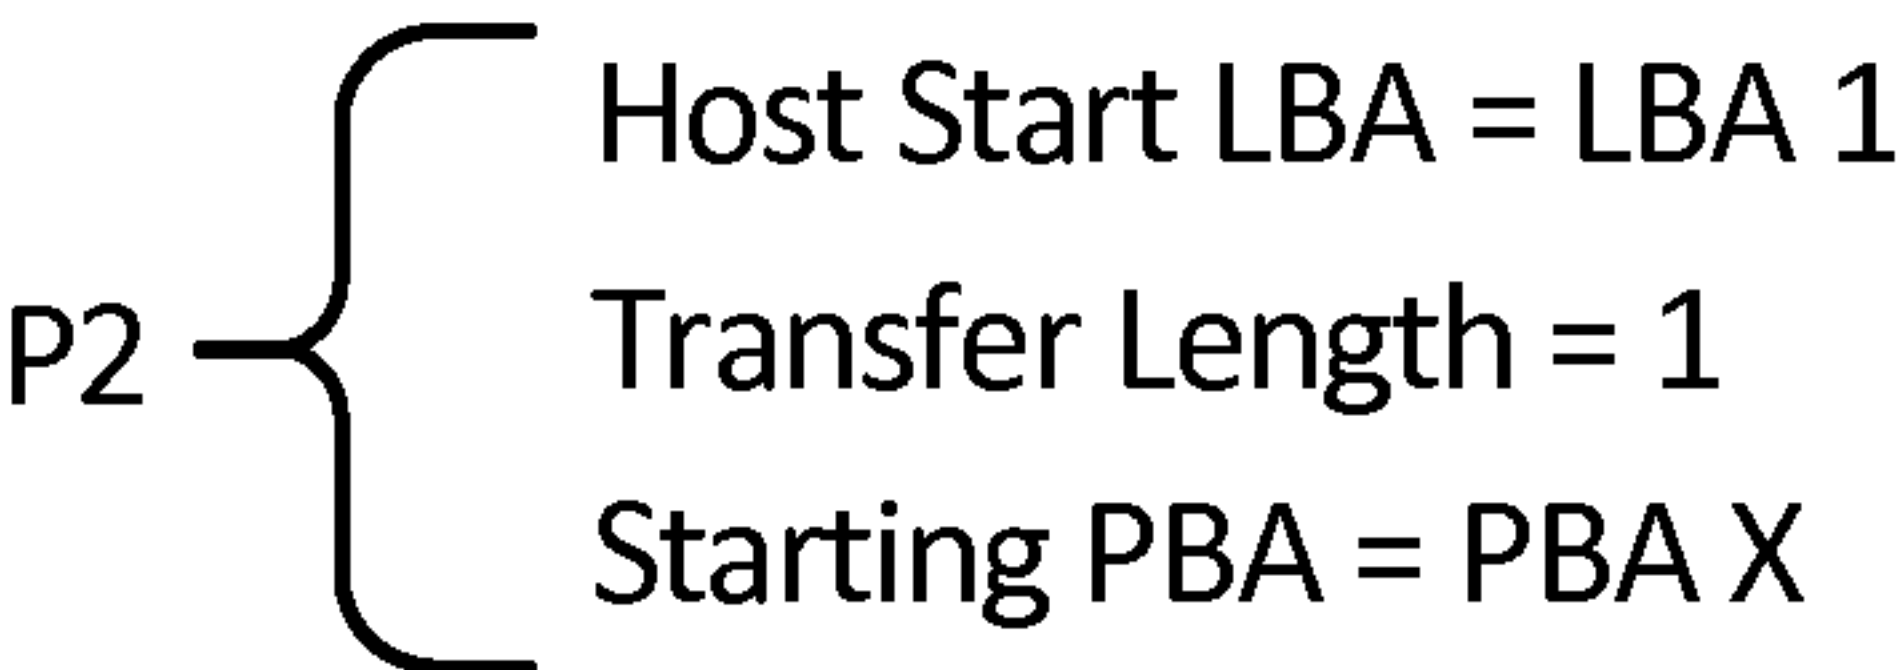 Host Start LBA = LBA 1
Transfer Length = 1
P2
Starting PBA = PBA X